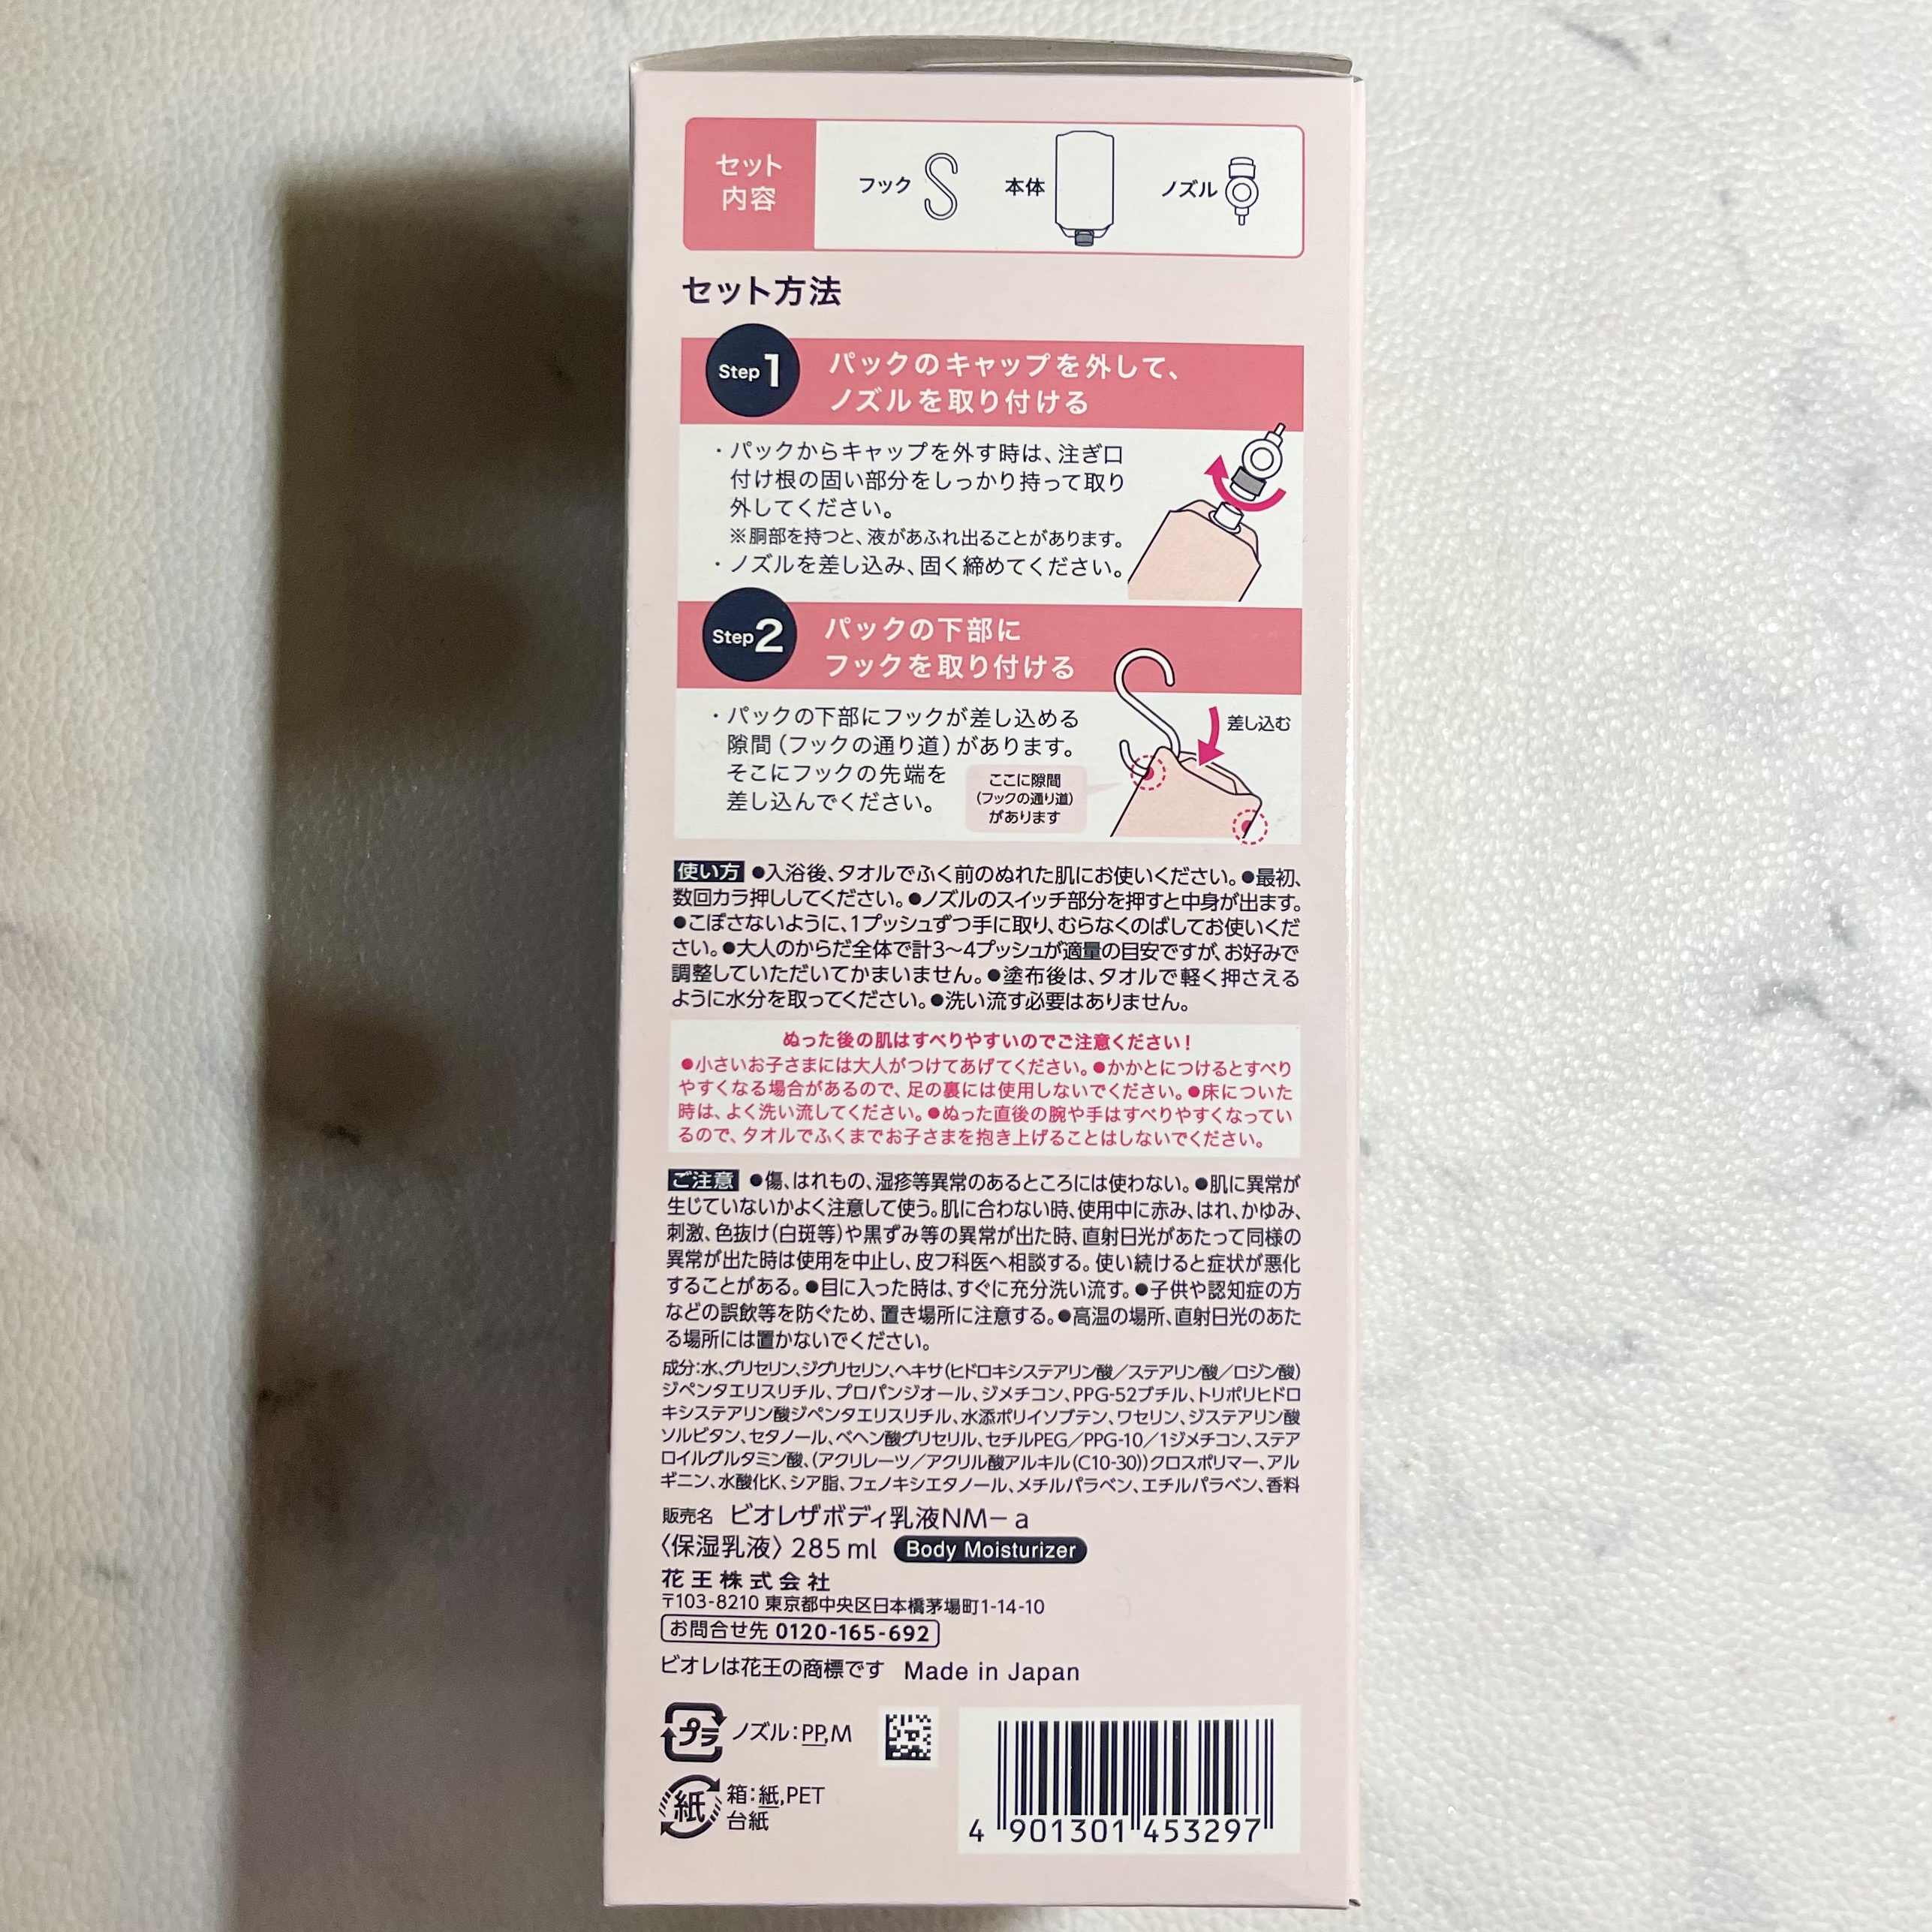 セット
内容
フック
本体
ノズル
セット方法
Step1
パックのキャップを外して、
ノズルを取り付ける
・パックからキャップを外す時は、注ぎ口
付け根の固い部分をしっかり持って取り
外してください。
※胴部を持つと、液があふれ出ることがあります。
・ノズルを差し込み、固く締めてください。
Step2
パックの下部に
フックを取り付ける
・パックの下部にフックが差し込める
隙間(フックの通り道)があります。
そこにフックの先端を
差し込んでください。
差し込む
ここに隙間
(フックの通り道)
があります
使い方 ●入浴後、タオルでふく前のぬれた肌にお使いください。●最初、
数回カラ押ししてください。●ノズルのスイッチ部分を押すと中身が出ます。
●こぼさないように、1プッシュずつ手に取り、むらなくのばしてお使いくだ
さい。●大人のからだ全体で計3〜4プッシュが適量の目安ですが、お好みで
調整していただいてかまいません。●塗布後は、タオルで軽く押さえる
ように水分を取ってください。●洗い流す必要はありません。
ぬった後の肌はすべりやすいのでご注意ください!
●小さいお子さまには大人がつけてあげてください。●かかとにつけるとすべり
やすくなる場合があるので、足の裏には使用しないでください。●床についた
時は、よく洗い流してください。●ぬった直後の腕や手はすべりやすくなってい
るので、タオルでふくまでお子さまを抱き上げることはしないでください。
ご注意 ●傷、はれもの、湿疹等異常のあるところには使わない。●肌に異常が
生じていないかよく注意して使う。肌に合わない時、使用中に赤み、はれ、かゆみ、
刺激、色抜け(白斑等)や黒ずみ等の異常が出た時、直射日光があたって同様の
異常が出た時は使用を中止し、皮フ科医へ相談する。使い続けると症状が悪化
することがある。●目に入った時は、すぐに充分洗い流す。●子供や認知症の方
などの誤飲等を防ぐため、置き場所に注意する。●高温の場所、直射日光のあた
る場所には置かないでください。
成分:水、グリセリン、ジグリセリン、ヘキサ(ヒドロキシステアリン酸/ステアリン酸/ロジン酸)
ジペンタエリスリチル、プロパンジオール、ジメチコン、PPG-52ブチル、トリポリヒドロ
キシステアリン酸ジペンタエリスリチル、水添ポリイソブテン、ワセリン、ジステアリン酸
ソルビタン、セタノール、ベヘン酸グリセリル、セチルPEG/PPG-10/1ジメチコン、ステア
ロイルグルタミン酸、(アクリレーツ/アクリル酸アルキル(C10-30))クロスポリマー、アル
ギニン、水酸化K、シア脂、フェノキシエタノール、メチルパラベン、エチルパラベン、香料
販売名 ビオレザボディ乳液NM−a
〈保湿乳液〉285ml Body Moisturizer
花王株式会社
〒103-8210 東京都中央区日本橋茅場町1-14-10
お問合せ先 0120-165-692
ビオレは花王の商標です Made in Japan
プラ ノズル:PP,M
紙 箱:紙,PET
台紙
4 901301 453297